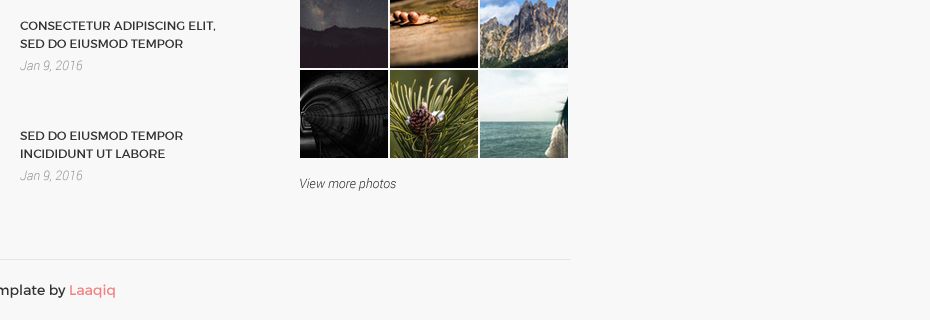 CONSECTETUR ADIPISCING ELIT,
SED DO EIUSMOD TEMPOR
Jan 9, 2016
SED DO EIUSMOD TEMPOR
INCIDIDUNT UT LABORE
Jan 9, 2016
View more photos
by Laaqiq